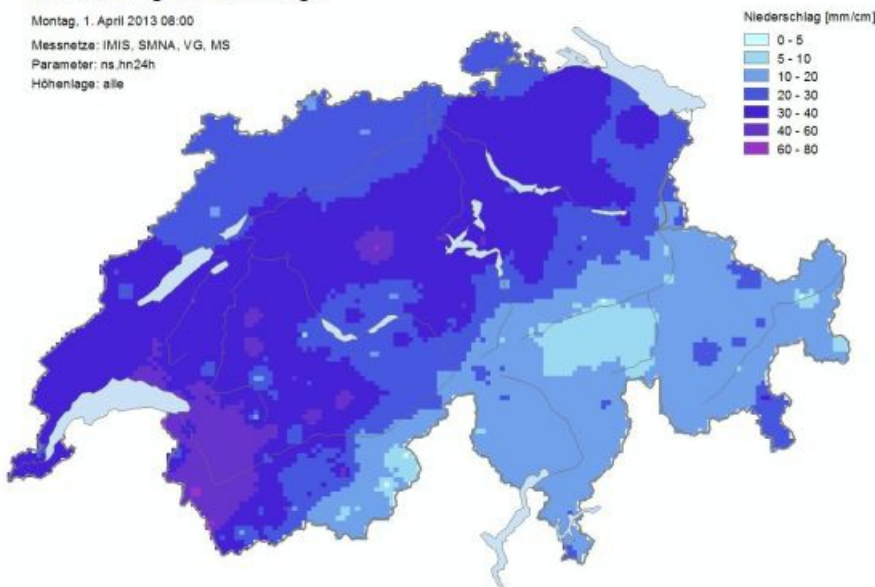 Montag, 1. April 2013 08:00
Messnetze: IMIS, SMNA, VG, MS
Parameter: ns,hn24h
Höhenlage: alle
Niederschlag [mm/cm]
0 - 5
5 - 10
10 - 20
20 - 30
30 - 40
40 - 60
60 - 80